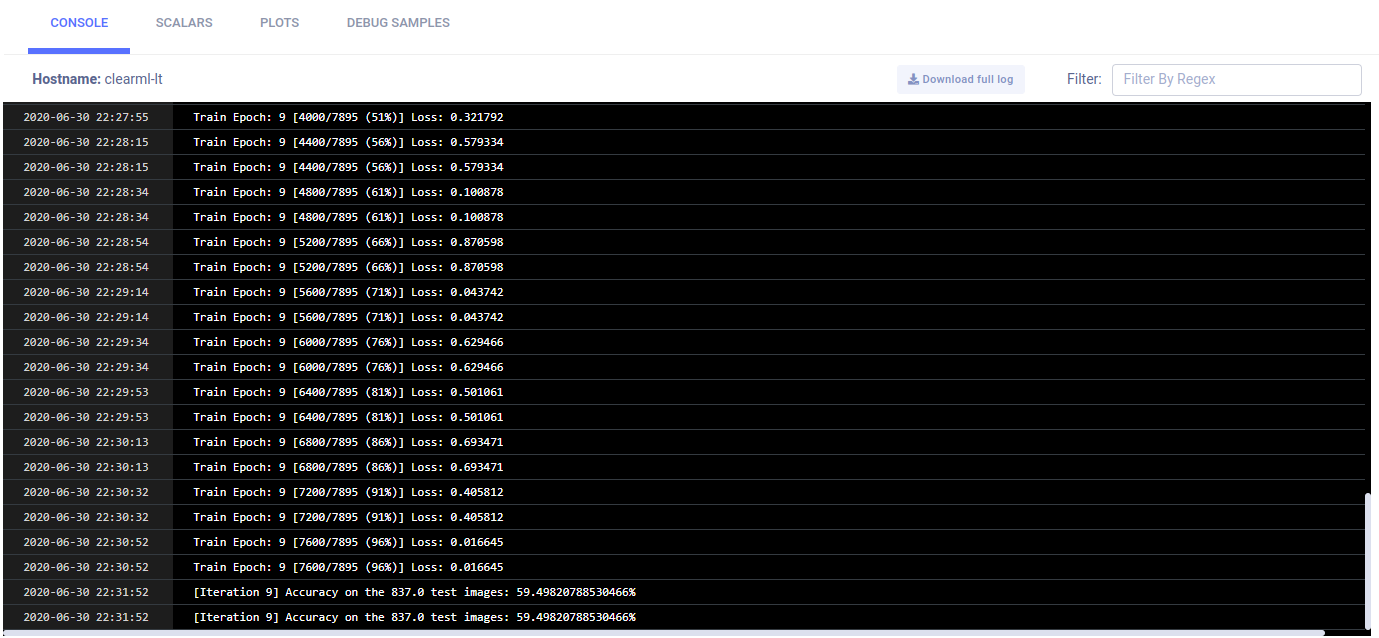 CONSOLE SCALARS PLOTS DEBUG SAMPLES
Hostname: clearml-lt Download full log Filter: Filter By Regex
2020-06-30 22:27:55 Train Epoch: 9 [4000/7895 (51%)] Loss: 0.321792
2020-06-30 22:28:15 Train Epoch: 9 [4400/7895 (56%)] Loss: 0.579334
2020-06-30 22:28:15 Train Epoch: 9 [4400/7895 (56%)] Loss: 0.579334
2020-06-30 22:28:34 Train Epoch: 9 [4800/7895 (61%)] Loss: 0.100878
2020-06-30 22:28:34 Train Epoch: 9 [4800/7895 (61%)] Loss: 0.100878
2020-06-30 22:28:54 Train Epoch: 9 [5200/7895 (66%)] Loss: 0.870598
2020-06-30 22:28:54 Train Epoch: 9 [5200/7895 (66%)] Loss: 0.870598
2020-06-30 22:29:14 Train Epoch: 9 [5600/7895 (71%)] Loss: 0.043742
2020-06-30 22:29:14 Train Epoch: 9 [5600/7895 (71%)] Loss: 0.043742
2020-06-30 22:29:34 Train Epoch: 9 [6000/7895 (76%)] Loss: 0.629466
2020-06-30 22:29:34 Train Epoch: 9 [6000/7895 (76%)] Loss: 0.629466
2020-06-30 22:29:53 Train Epoch: 9 [6400/7895 (81%)] Loss: 0.501061
2020-06-30 22:29:53 Train Epoch: 9 [6400/7895 (81%)] Loss: 0.501061
2020-06-30 22:30:13 Train Epoch: 9 [6800/7895 (86%)] Loss: 0.693471
2020-06-30 22:30:13 Train Epoch: 9 [6800/7895 (86%)] Loss: 0.693471
2020-06-30 22:30:32 Train Epoch: 9 [7200/7895 (91%)] Loss: 0.405812
2020-06-30 22:30:32 Train Epoch: 9 [7200/7895 (91%)] Loss: 0.405812
2020-06-30 22:30:52 Train Epoch: 9 [7600/7895 (96%)] Loss: 0.016645
2020-06-30 22:30:52 Train Epoch: 9 [7600/7895 (96%)] Loss: 0.016645
2020-06-30 22:31:52 [Iteration 9] Accuracy on the 837.0 test images: 59.49820788530466%
2020-06-30 22:31:52 [Iteration 9] Accuracy on the 837.0 test images: 59.49820788530466%